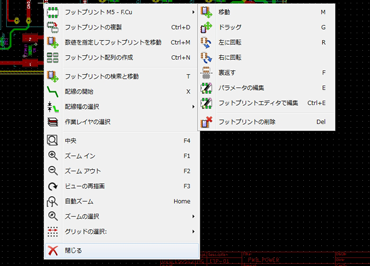 フットプリント M5 - F.Cu
フットプリントの複製 Ctrl+D
数値を指定してフットプリントを移動 Ctrl+M
フットプリント配列の作成 Ctrl+N
フットプリントの検索と移動 T
配線の開始 X
配線幅の選択
作業レイヤの選択
中央 F4
ズーム イン F1
ズーム アウト F2
ビューの再描画 F3
自動ズーム Home
ズームの選択
グリッドの選択:
閉じる
移動 M
ドラッグ G
左に回転 R
右に回転
裏返す F
パラメータの編集 E
フットプリントエディタで編集 Ctrl+E
フットプリントの削除 Del